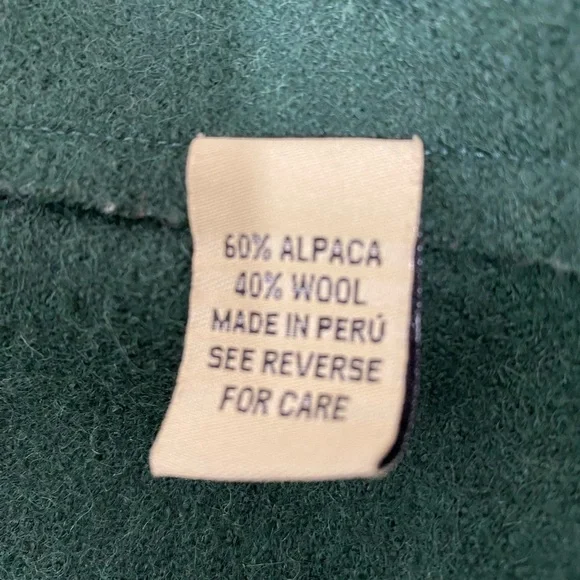 60% ALPACA
40% WOOL
MADE IN PERÚ
SEE REVERSE
FOR CARE